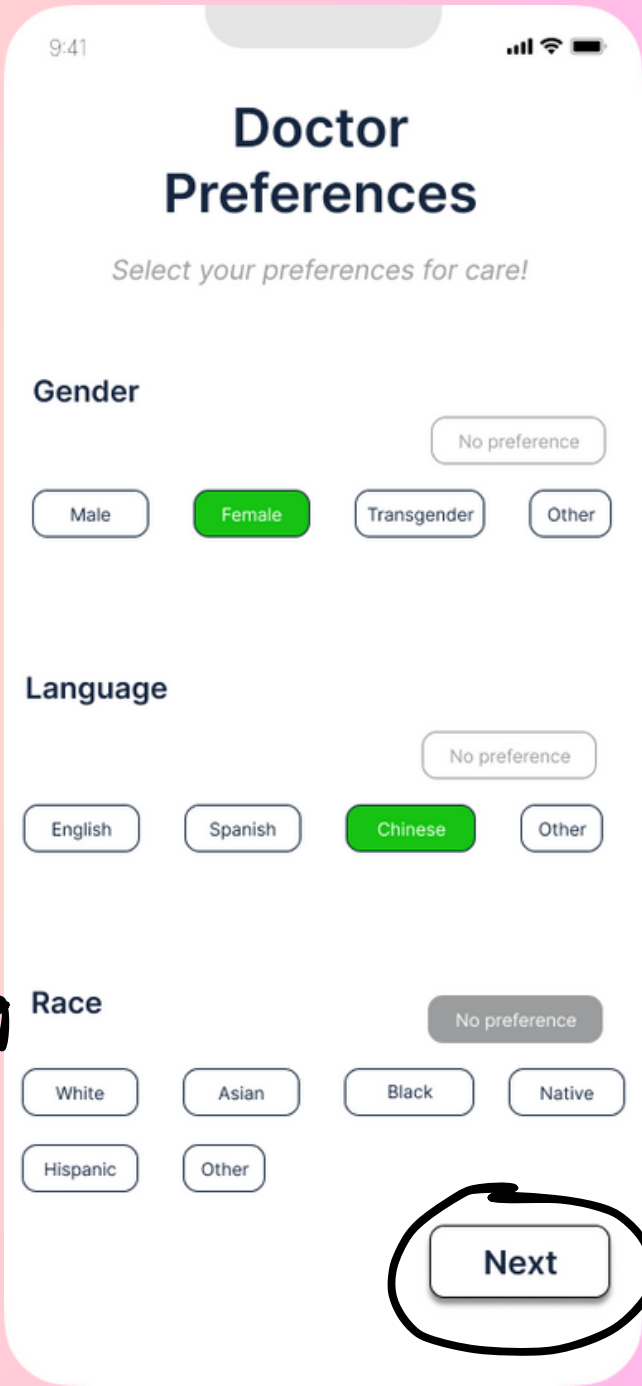 9:41
Doctor
Preferences
Select your preferences for care!
Gender
No preference
Male Female Transgender Other
Language
No preference
English Spanish Chinese Other
Race
No preference
White Asian Black Native
Hispanic Other
Next